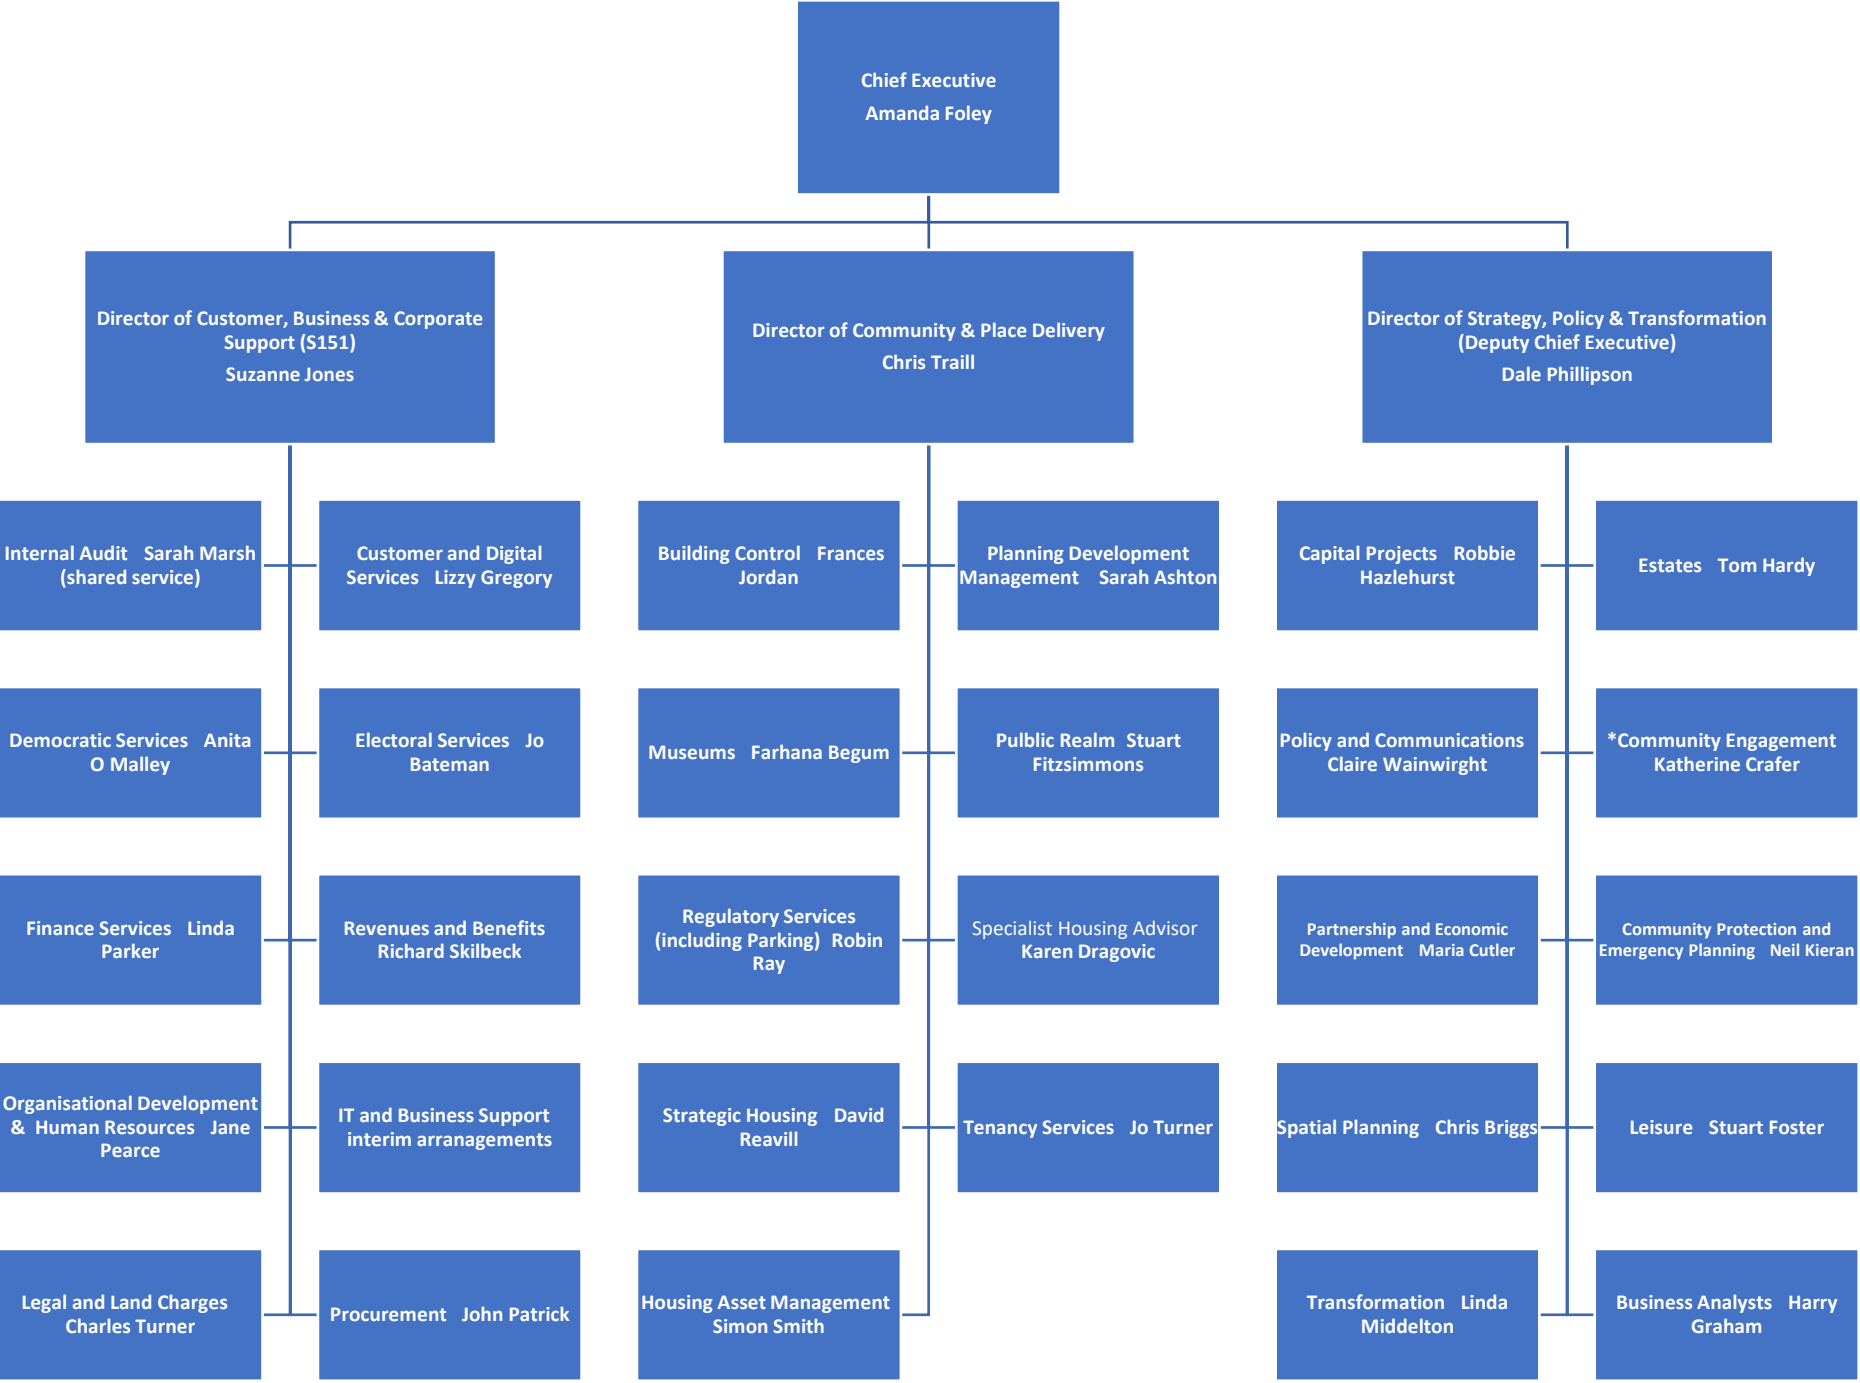 Chief Executive
Amanda Foley
Director of Customer, Business & Corporate
Support (S151)
Suzanne Jones
Director of Community & Place Delivery
Chris Traill
Director of Strategy, Policy & Transformation
(Deputy Chief Executive)
Dale Phillipson
Internal Audit Sarah Marsh
(shared service)
Customer and Digital
Services Lizzy Gregory
Building Control Frances
Jordan
Planning Development
Management Sarah Ashton
Capital Projects Robbie
Hazlehurst
Estates Tom Hardy
Democratic Services Anita
O Malley
Electoral Services Jo
Bateman
Museums Farhana Begum
Pulblic Realm Stuart
Fitzsimmons
Policy and Communications
Claire Wainwirght
*Community Engagement
Katherine Crafer
Finance Services Linda
Parker
Revenues and Benefits
Richard Skilbeck
Regulatory Services
(including Parking) Robin
Ray
Specialist Housing Advisor
Karen Dragovic
Partnership and Economic
Development Maria Cutler
Community Protection and
Emergency Planning Neil Kieran
Organisational Development
& Human Resources Jane
Pearce
IT and Business Support
interim arranagements
Strategic Housing David
Reavill
Tenancy Services Jo Turner
Spatial Planning Chris Briggs
Leisure Stuart Foster
Legal and Land Charges
Charles Turner
Procurement John Patrick
Housing Asset Management
Simon Smith
Transformation Linda
Middelton
Business Analysts Harry
Graham